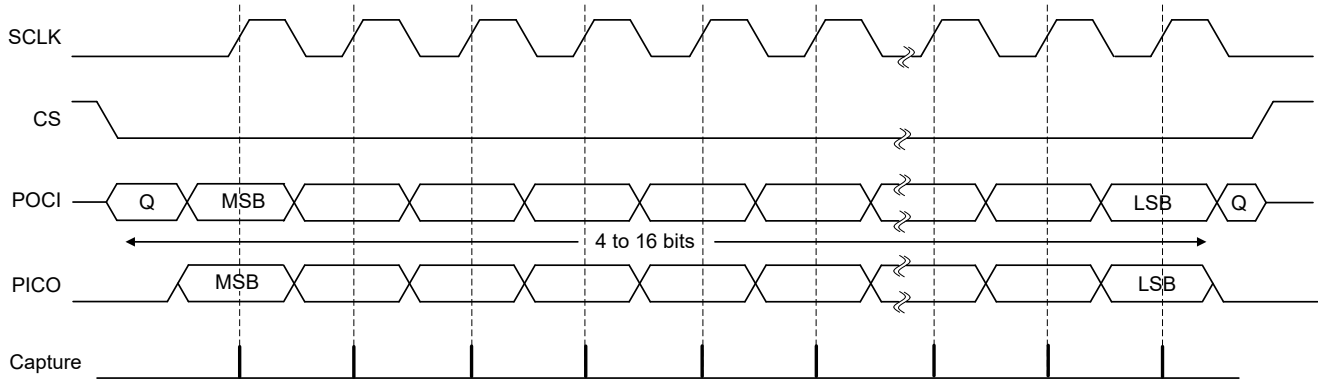 SCLK
CS
POCI Q MSB LSB Q
4 to 16 bits
PICO MSB LSB
Capture